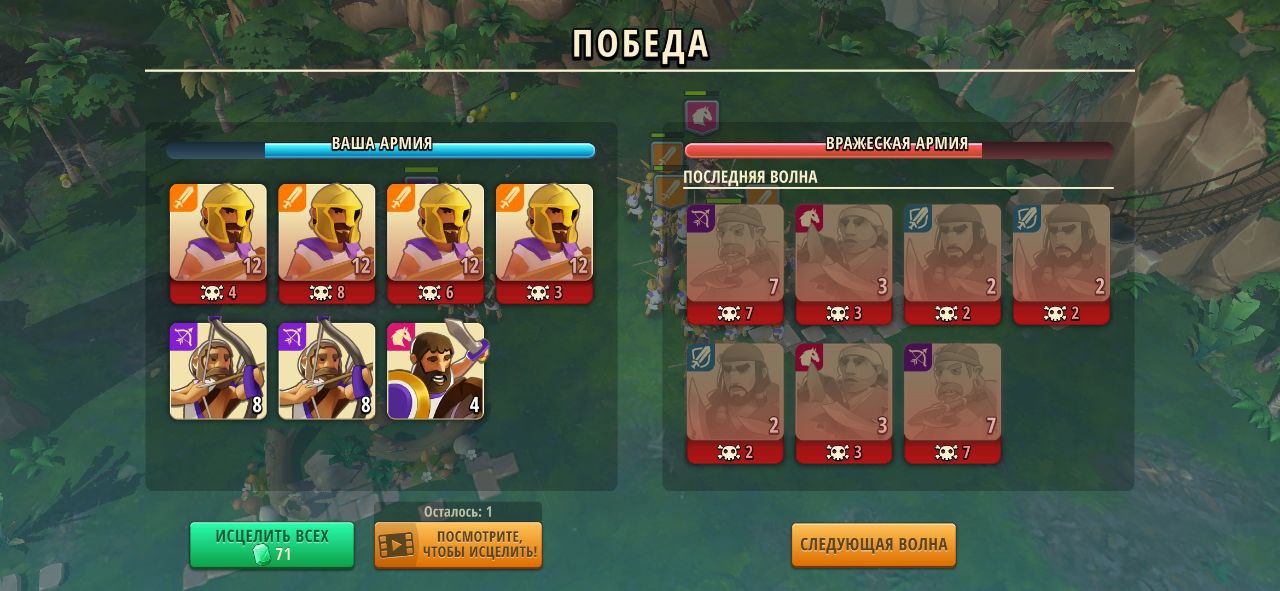 ПОБЕДА
ВАША АРМИЯ
12 12 12 12
4 8 6 3
8 8 4
Осталось: 1
ИСЦЕЛИТЬ ВСЕХ
71
ПОСМОТРИТЕ,
ЧТОБЫ ИСЦЕЛИТЬ!
ВРАЖЕСКАЯ АРМИЯ
ПОСЛЕДНЯЯ ВОЛНА
7 3 2 2
7 3 2 2
2 3 7
2 3 7
СЛЕДУЮЩАЯ ВОЛНА